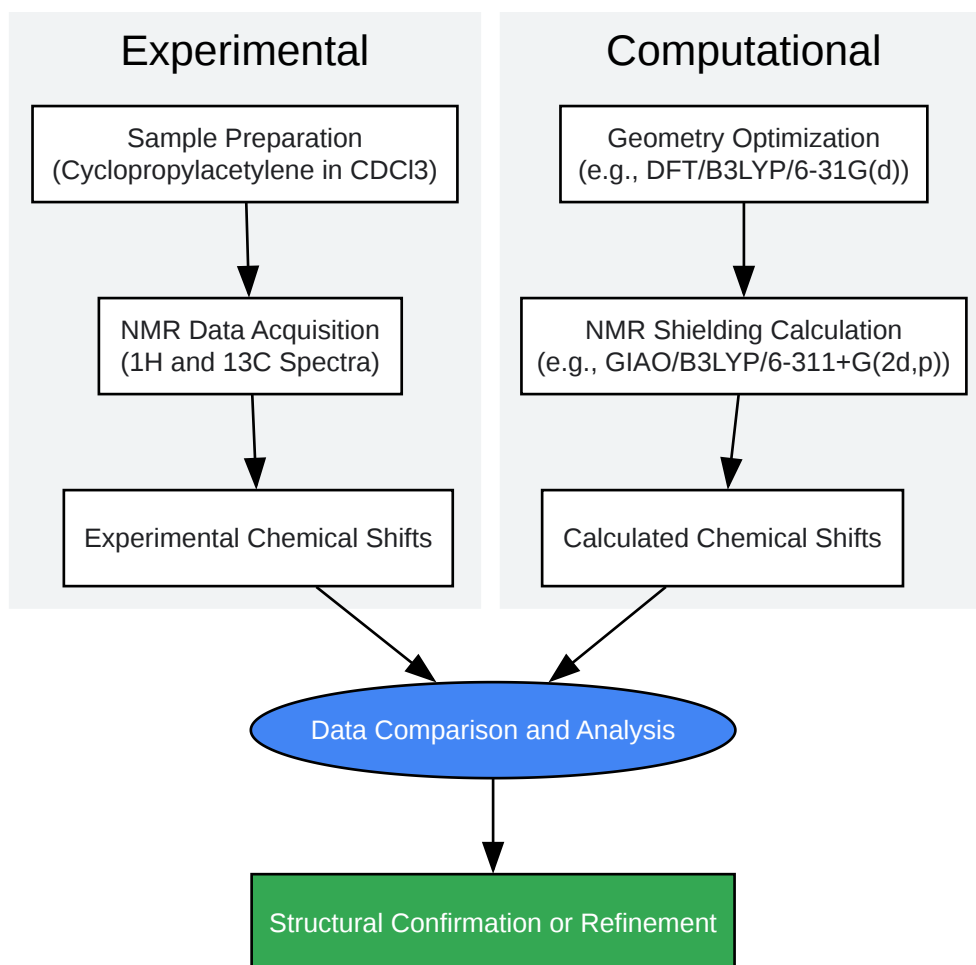 Experimental
Sample Preparation
(Cyclopropylacetylene in CDCl3)
NMR Data Acquisition
(1H and 13C Spectra)
Experimental Chemical Shifts
Computational
Geometry Optimization
(e.g., DFT/B3LYP/6-31G(d))
NMR Shielding Calculation
(e.g., GIAO/B3LYP/6-311+G(2d,p))
Calculated Chemical Shifts
Data Comparison and Analysis
Structural Confirmation or Refinement